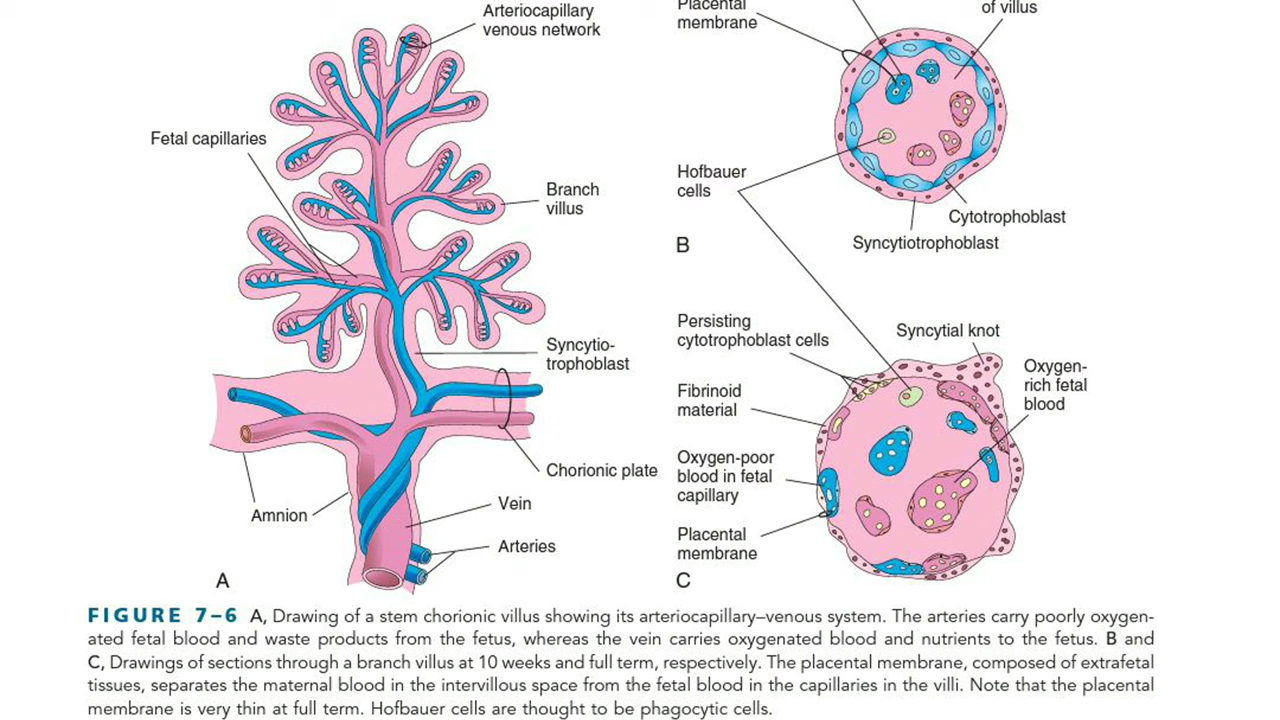 Arteriocapillary
venous network
Fetal capillaries
Branch
villus
Syncytio-
trophoblast
Chorionic plate
Amnion
Vein
Arteries
A
Placental
membrane
of villus
Hofbauer
cells
Cytotrophoblast
Syncytiotrophoblast
B
Persisting
cytotrophoblast cells
Syncytial knot
Oxygen-
rich fetal
blood
Fibrinoid
material
Oxygen-poor
blood in fetal
capillary
Placental
membrane
C
FIGURE 7–6 A, Drawing of a stem chorionic villus showing its arteriocapillary–venous system. The arteries carry poorly oxygen-
ated fetal blood and waste products from the fetus, whereas the vein carries oxygenated blood and nutrients to the fetus. B and
C, Drawings of sections through a branch villus at 10 weeks and full term, respectively. The placental membrane, composed of extrafetal
tissues, separates the maternal blood in the intervillous space from the fetal blood in the capillaries in the villi. Note that the placental
membrane is very thin at full term. Hofbauer cells are thought to be phagocytic cells.